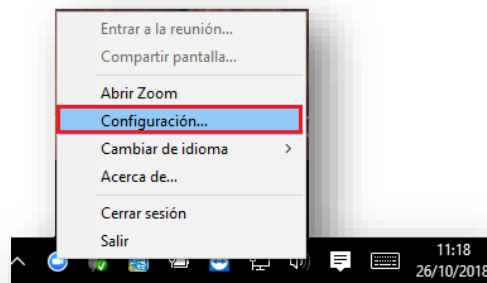 Entrar a la reunión...
Compartir pantalla...
Abrir Zoom
Configuración...
Cambiar de idioma
Acerca de...
Cerrar sesión
Salir
11:18
26/10/2018